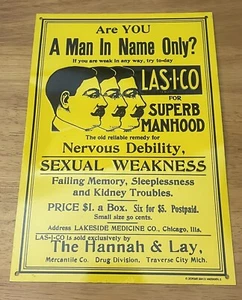 Are YOU
A Man In Name Only?
If you are weak in any way, try to-day
LAS-I-CO
FOR
SUPERB
MANHOOD
The old reliable remedy for
Nervous Debility,
SEXUAL WEAKNESS
Failing Memory, Sleeplessness
and Kidney Troubles.
PRICE $1. a Box. Six for $5. Postpaid.
Small size 50 cents.
Address LAKESIDE MEDICINE CO., Chicago, Ills.
LAS-I-CO is sold exclusively by
The Hannah & Lay,
Mercantile Co. Drug Division. Traverse City Mich.